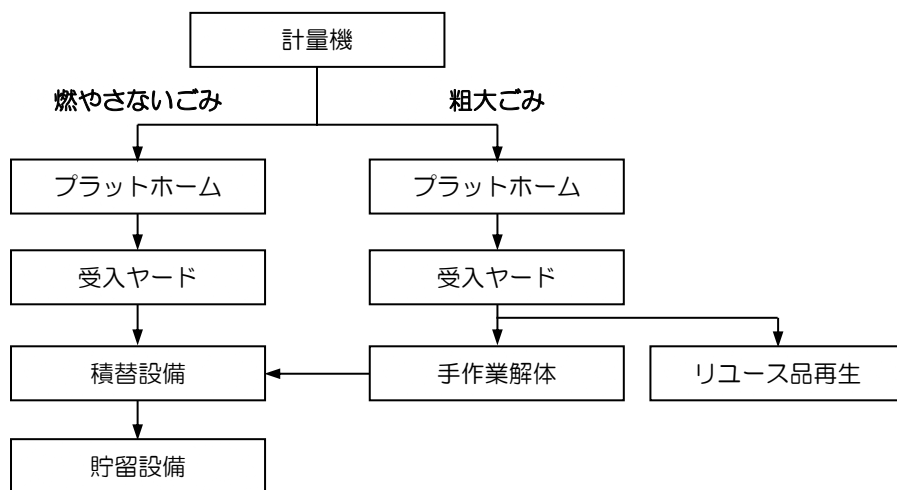 計量機
燃やさないごみ
粗大ごみ
プラットホーム
プラットホーム
受入ヤード
受入ヤード
積替設備
手作業解体
リユース品再生
貯留設備